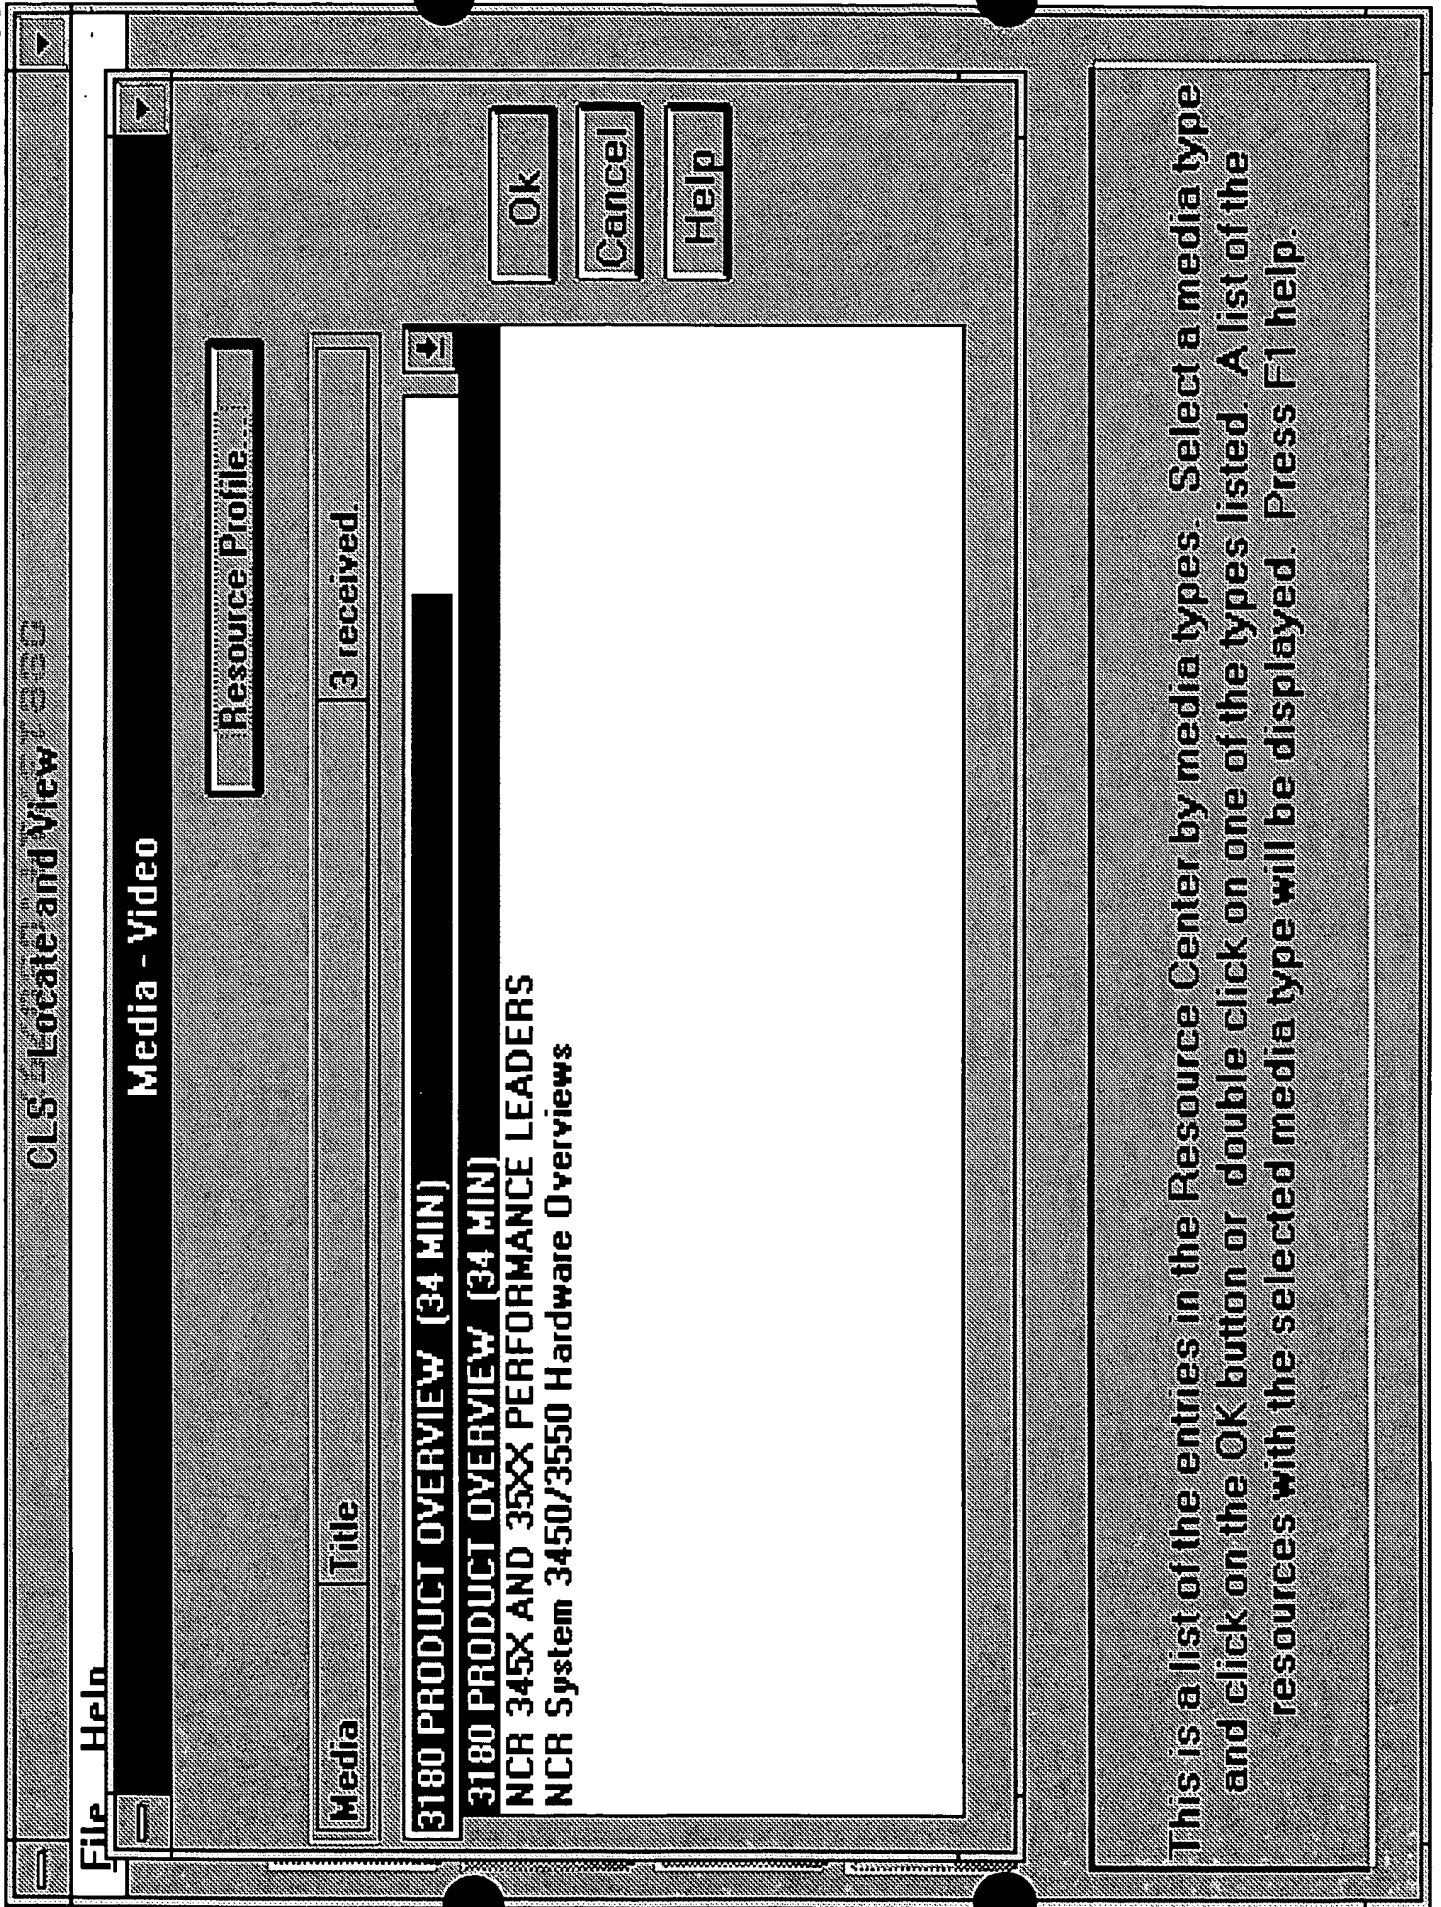 CLS - Locate and View
File Help
Media - Video
Resource Profile...
Media Title 3 received.
3180 PRODUCT OVERVIEW (34 MIN)
3180 PRODUCT OVERVIEW (34 MIN)
NCR 345X AND 35XX PERFORMANCE LEADERS
NCR System 3450/3550 Hardware Overviews
Ok
Cancel
Help
This is a list of the entries in the Resource Center by media types. Select a media type
and click on the OK button or double click on one of the types listed. A list of the
resources with the selected media type will be displayed. Press F1 help.